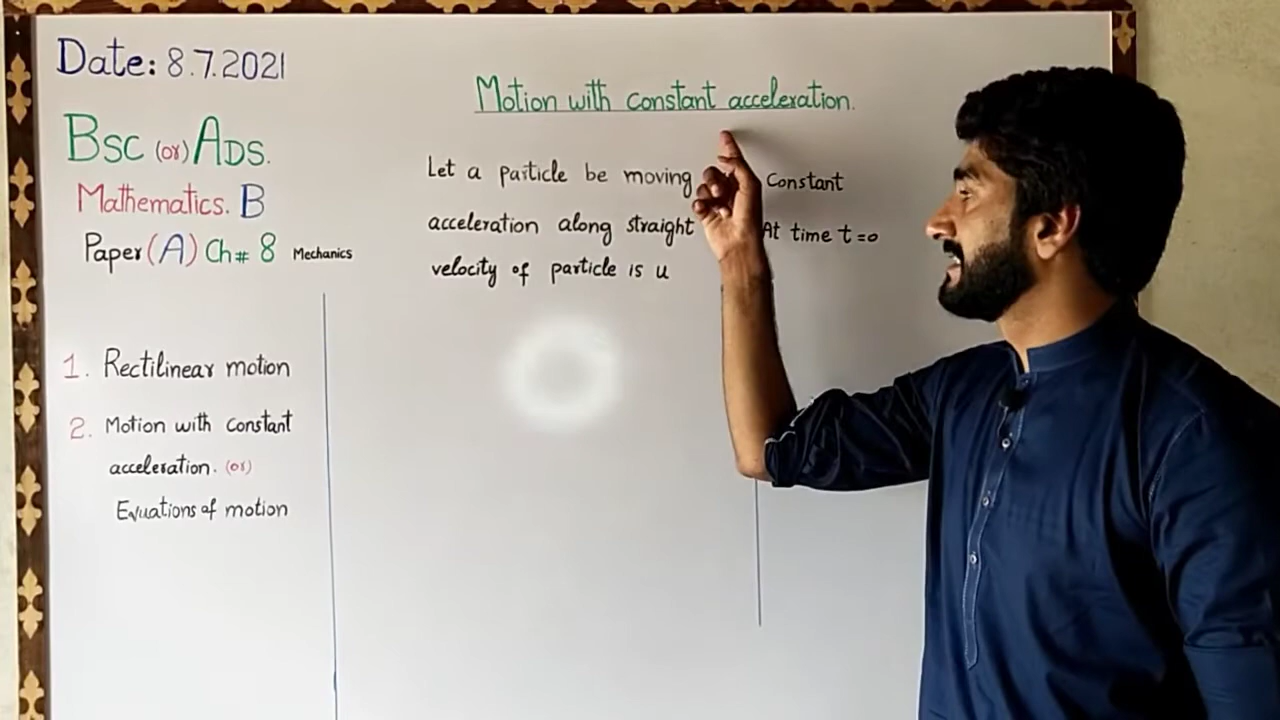 Date: 8.7.2021
Bsc (or) ADS.
Mathematics. B
Paper (A) Ch# 8 Mechanics
1. Rectilinear motion
2. Motion with Constant
acceleration. (or)
Equations of motion
Motion with constant acceleration.
Let a particle be moving Constant
acceleration along straight At time t=0
velocity of particle is u